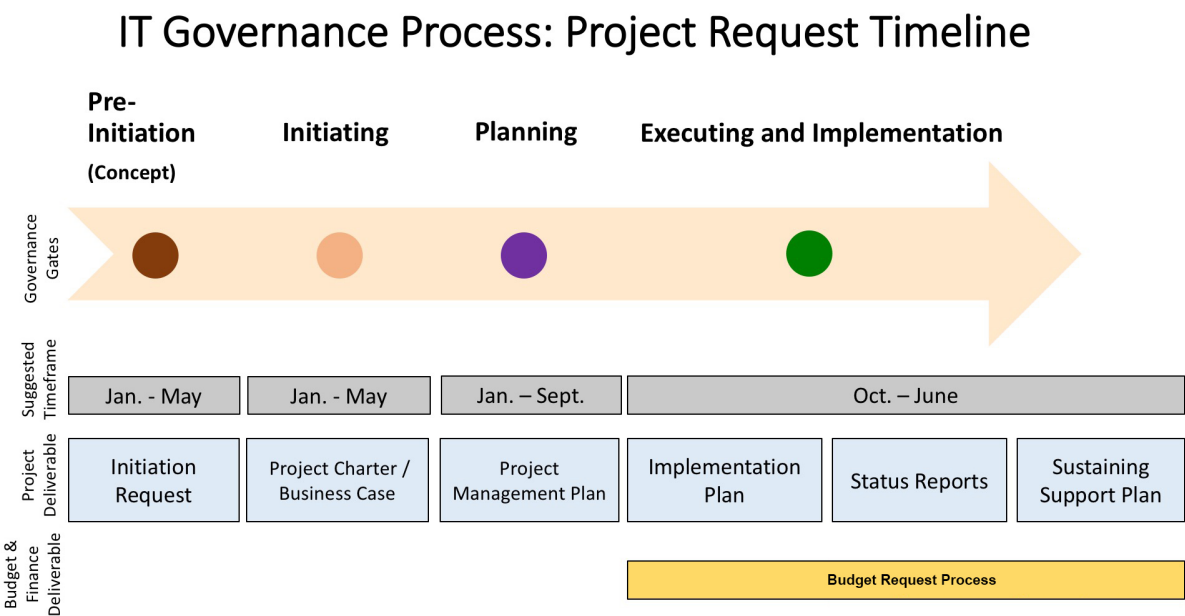 IT Governance Process: Project Request Timeline
Pre-
Initiation
(Concept)
Initiating
Planning
Executing and Implementation
Governance
Gates
Suggested
Timeframe
Jan. - May
Jan. - May
Jan. – Sept.
Oct. – June
Project
Deliverable
Initiation
Request
Project Charter /
Business Case
Project
Management Plan
Implementation
Plan
Status Reports
Sustaining
Support Plan
Budget &
Finance
Deliverable
Budget Request Process